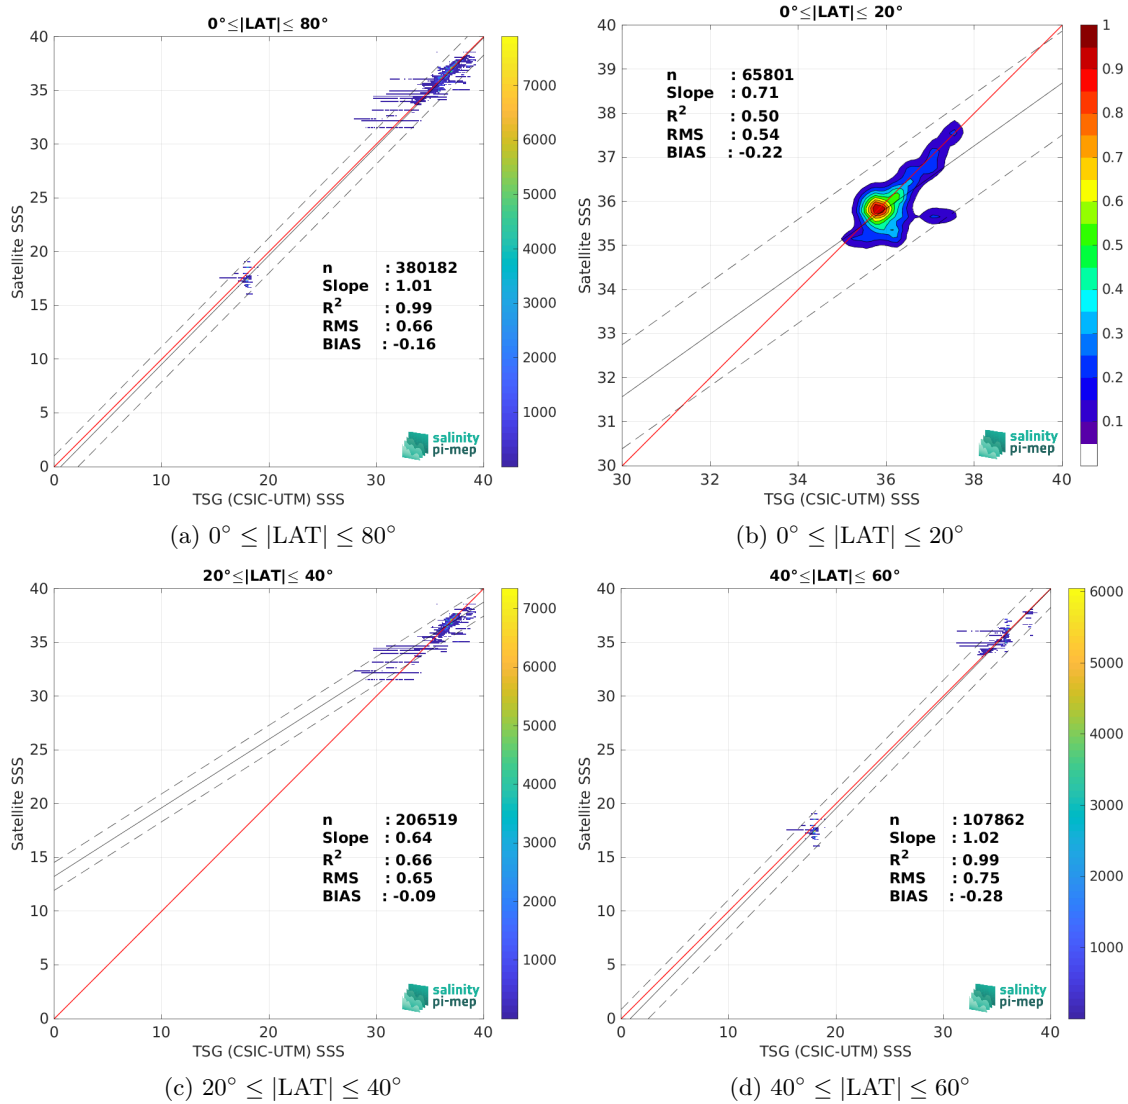 0°≤|LAT|≤ 80°
40
35
30
25
20
15
10
5
0
0
10
20
30
40
Satellite SSS
TSG (CSIC-UTM) SSS
n : 380182
Slope : 1.01
R² : 0.99
RMS : 0.66
BIAS : -0.16
salinity
pi-mep
7000
6000
5000
4000
3000
2000
1000
(a) 0° ≤ |LAT| ≤ 80°
0°≤|LAT|≤ 20°
40
39
38
37
36
35
34
33
32
31
30
30
32
34
36
38
40
Satellite SSS
TSG (CSIC-UTM) SSS
n : 65801
Slope : 0.71
R² : 0.50
RMS : 0.54
BIAS : -0.22
salinity
pi-mep
1
0.9
0.8
0.7
0.6
0.5
0.4
0.3
0.2
0.1
(b) 0° ≤ |LAT| ≤ 20°
20°≤|LAT|≤ 40°
40
35
30
25
20
15
10
5
0
0
10
20
30
40
Satellite SSS
TSG (CSIC-UTM) SSS
n : 206519
Slope : 0.64
R² : 0.66
RMS : 0.65
BIAS : -0.09
salinity
pi-mep
7000
6000
5000
4000
3000
2000
1000
(c) 20° ≤ |LAT| ≤ 40°
40°≤|LAT|≤ 60°
40
35
30
25
20
15
10
5
0
0
10
20
30
40
Satellite SSS
TSG (CSIC-UTM) SSS
n : 107862
Slope : 1.02
R² : 0.99
RMS : 0.75
BIAS : -0.28
salinity
pi-mep
6000
5000
4000
3000
2000
1000
(d) 40° ≤ |LAT| ≤ 60°